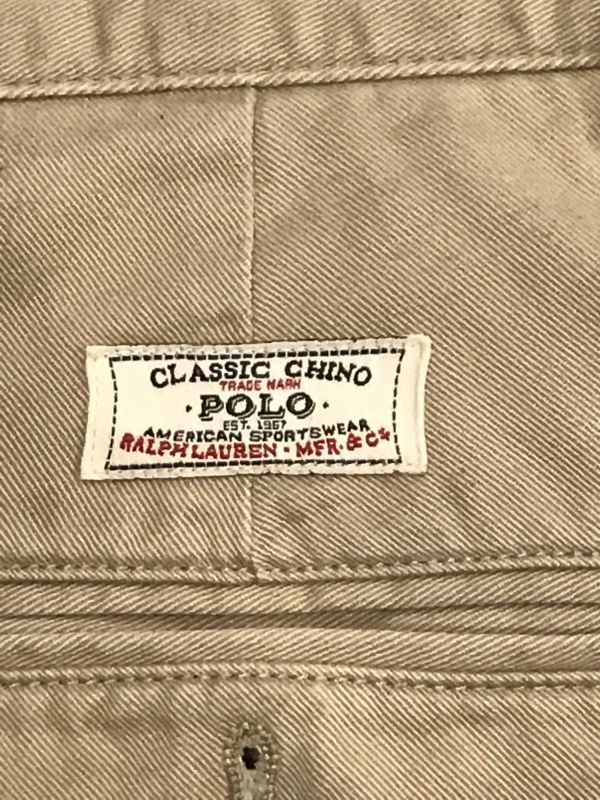 CLASSIC CHINO
TRADE MARK
·POLO·
EST. 1967
AMERICAN SPORTSWEAR
RALPH LAUREN · MFR. & Co.